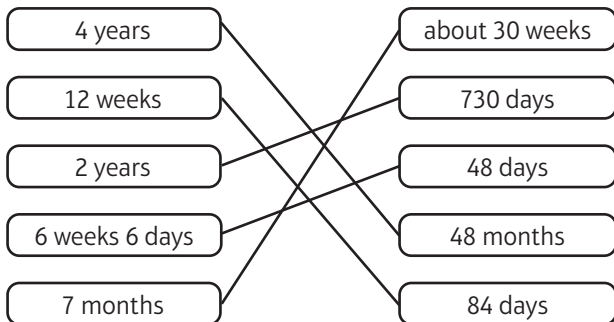 4 years
about 30 weeks
12 weeks
730 days
2 years
48 days
6 weeks 6 days
48 months
7 months
84 days